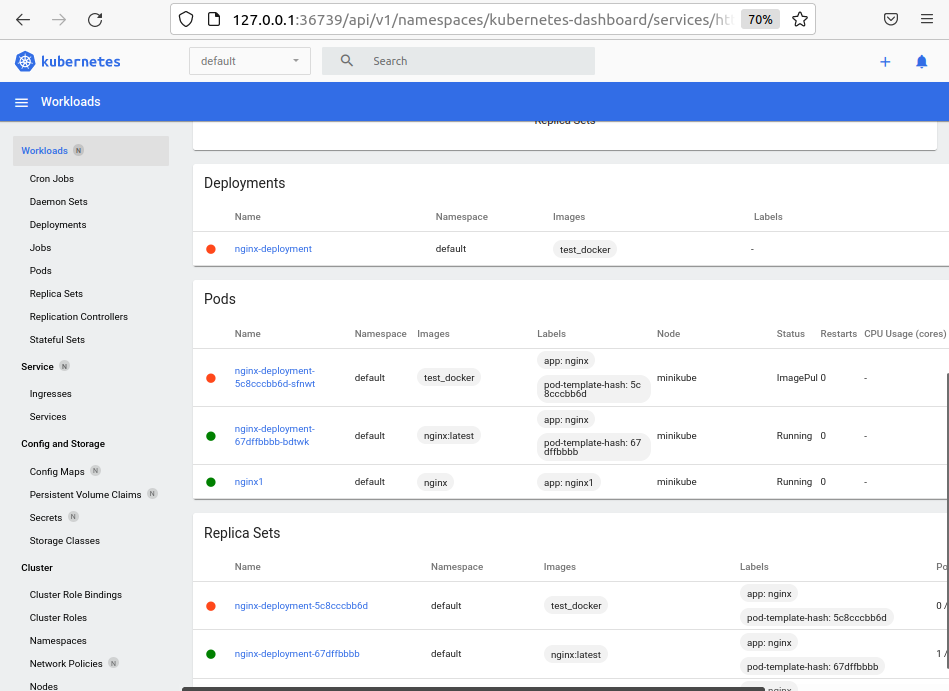 127.0.0.1:36739/api/v1/namespaces/kubernetes-dashboard/services/htt
70%
kubernetes
default
Search
Workloads
Workloads N
Cron Jobs
Daemon Sets
Deployments
Jobs
Pods
Replica Sets
Replication Controllers
Stateful Sets
Service N
Ingresses
Services
Config and Storage
Config Maps N
Persistent Volume Claims N
Secrets N
Storage Classes
Cluster
Cluster Role Bindings
Cluster Roles
Namespaces
Network Policies N
Nodes
Replica Sets
Deployments
Name Namespace Images Labels
nginx-deployment default test_docker -
Pods
Name Namespace Images Labels Node Status Restarts CPU Usage (cores)
nginx-deployment-
5c8cccbb6d-sfnwt
default test_docker
app: nginx
pod-template-hash: 5c
8cccbb6d
minikube ImagePul 0 -
nginx-deployment-
67dffbbbb-bdtwk
default nginx:latest
app: nginx
pod-template-hash: 67
dffbbbb
minikube Running 0 -
nginx1 default nginx app: nginx1 minikube Running 0 -
Replica Sets
Name Namespace Images Labels Po
nginx-deployment-5c8cccbb6d default test_docker
app: nginx
pod-template-hash: 5c8cccbb6d
0 /
nginx-deployment-67dffbbbb default nginx:latest
app: nginx
pod-template-hash: 67dffbbbb
1 /